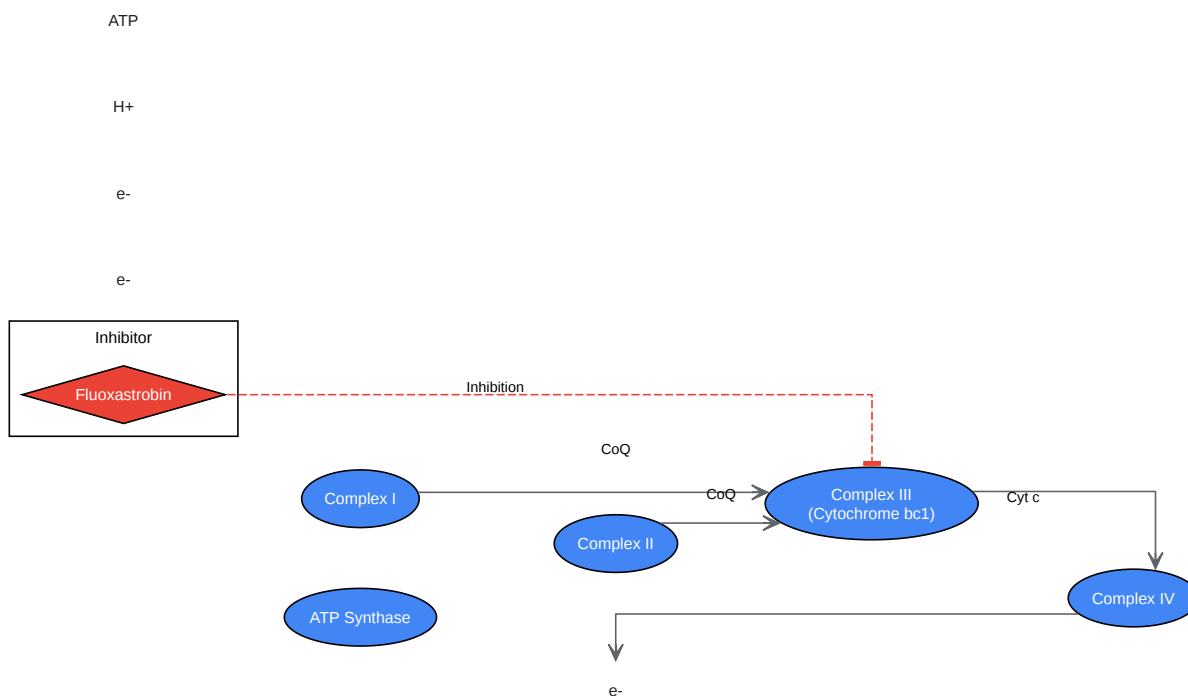 ATP
H+
e-
e-
Inhibitor
Fluoxastrobin
Inhibition
CoQ
Complex I
CoQ
Complex III
(Cytochrome bc1)
Cyt c
Complex II
Complex IV
ATP Synthase
e-